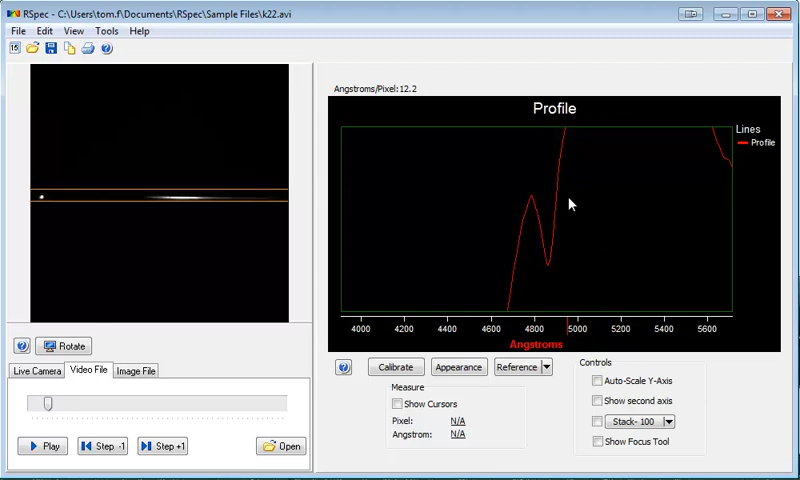 RSpec - C:\Users\tom.f\Documents\RSpec\Sample Files\k22.avi
File Edit View Tools Help
15
Angstroms/Pixel:12.2
Profile
Lines
Profile
4000 4200 4400 4600 4800 5000 5200 5400 5600
Angstroms
Rotate
Live Camera Video File Image File
Play Step -1 Step +1 Open
Calibrate Appearance Reference
Measure
Show Cursors
Pixel: N/A
Angstrom: N/A
Controls
Auto-Scale Y-Axis
Show second axis
Stack- 100
Show Focus Tool